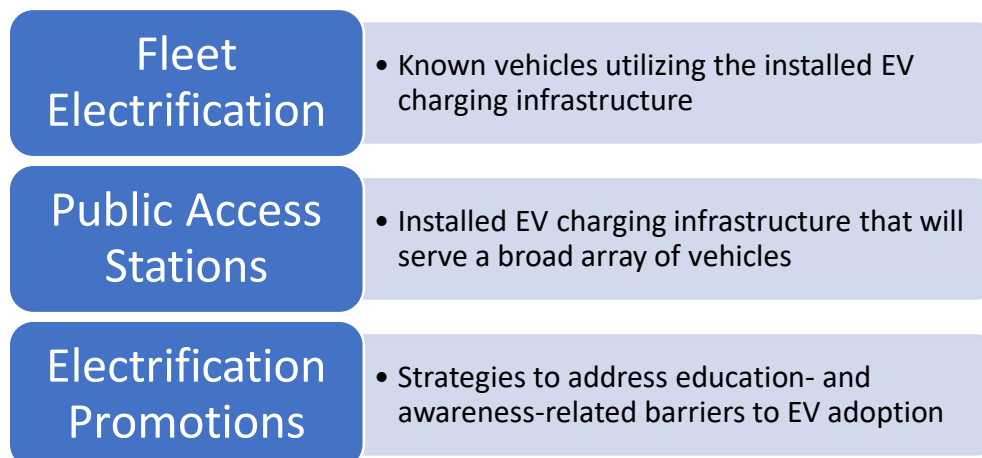 Fleet
Electrification
• Known vehicles utilizing the installed EV
charging infrastructure
Public Access
Stations
• Installed EV charging infrastructure that will
serve a broad array of vehicles
Electrification
Promotions
• Strategies to address education- and
awareness-related barriers to EV adoption